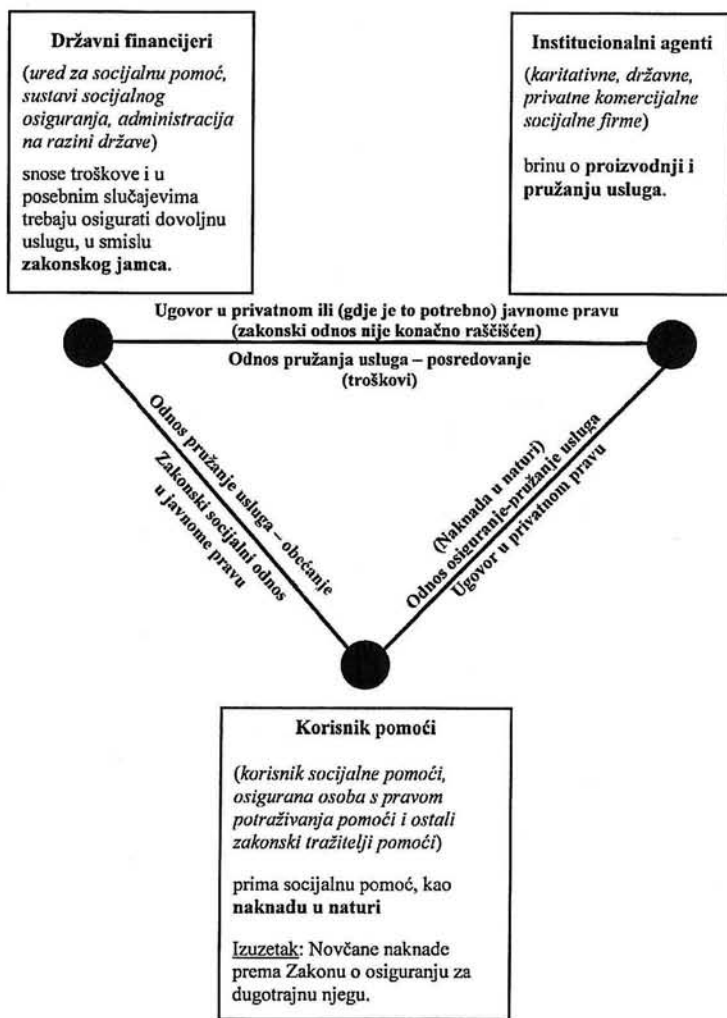 Državni financijeri
(ured za socijalnu pomoć,
sustavi socijalnog
osiguranja, administracija
na razini države)
snose troškove i u
posebnim slučajevima
trebaju osigurati dovoljnu
uslugu, u smislu
zakonskog jamca.
Institucionalni agenti
(karitativne, državne,
privatne komercijalne
socijalne firme)
brinu o proizvodnji i
pružanju usluga.
Ugovor u privatnom ili (gdje je to potrebno) javnome pravu
(zakonski odnos nije konačno raščišćen)
Odnos pružanja usluga – posredovanje
(troškovi)
Odnos pružanje usluga – obećanje
Zakonski socijalni odnos
u javnome pravu
(Naknada u naturi)
Odnos osiguranje-pružanje usluga
Ugovor u privatnom pravu
Korisnik pomoći
(korisnik socijalne pomoći,
osigurana osoba s pravom
potraživanja pomoći i ostali
zakonski tražitelji pomoći)
prima socijalnu pomoć, kao
naknadu u naturi
Izuzetak: Novčane naknade
prema Zakonu o osiguranju za
dugotrajnu njegu.